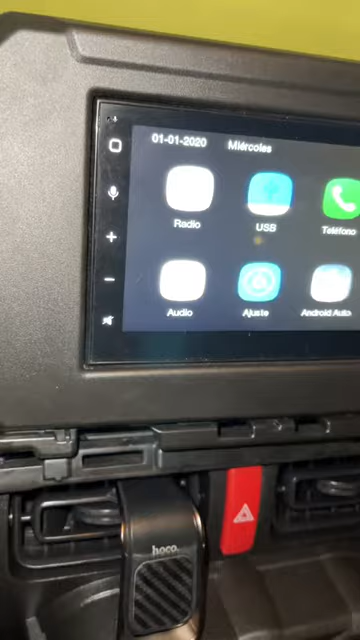 01-01-2020 Miércoles
Radio USB Teléfono
Audio Ajuste Android Auto
hoco.